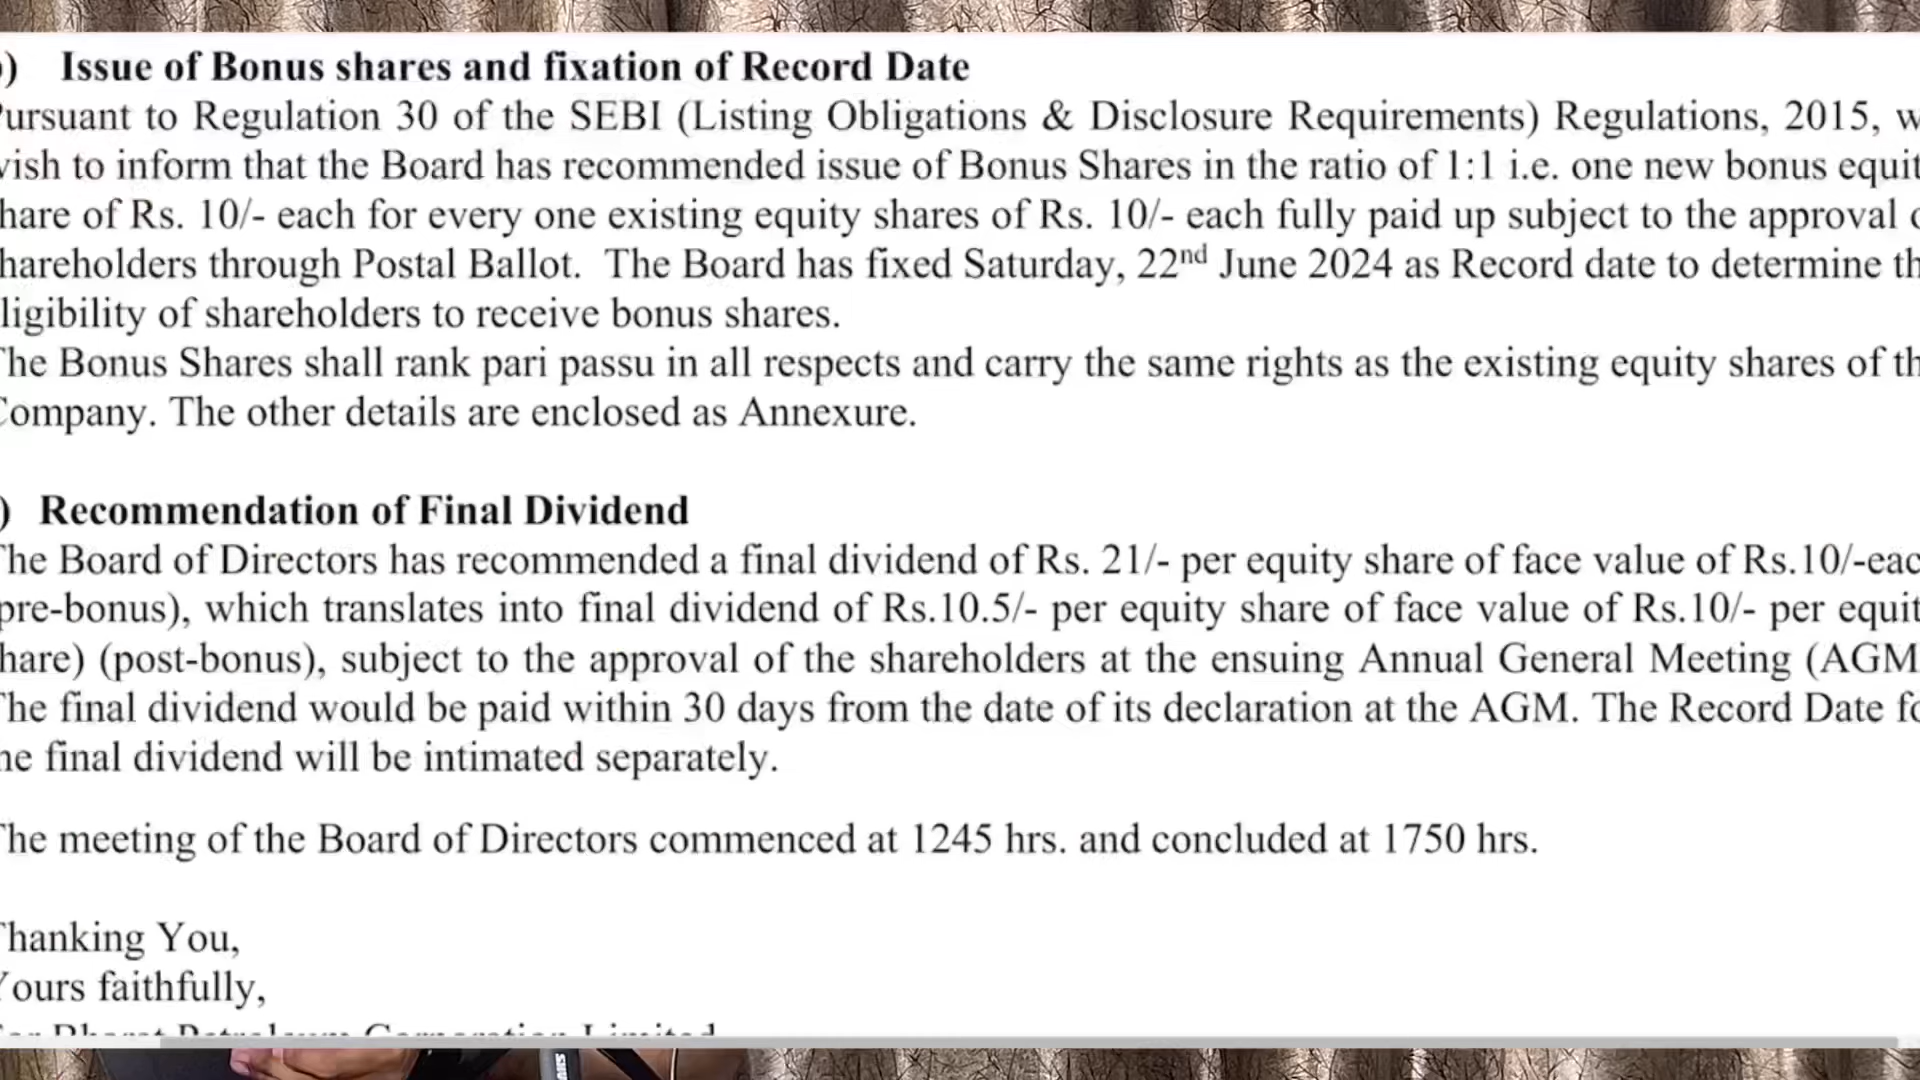 ) Issue of Bonus shares and fixation of Record Date
ursuant to Regulation 30 of the SEBI (Listing Obligations & Disclosure Requirements) Regulations, 2015, w
ish to inform that the Board has recommended issue of Bonus Shares in the ratio of 1:1 i.e. one new bonus equit
hare of Rs. 10/- each for every one existing equity shares of Rs. 10/- each fully paid up subject to the approval o
hareholders through Postal Ballot. The Board has fixed Saturday, 22nd June 2024 as Record date to determine th
ligibility of shareholders to receive bonus shares.
he Bonus Shares shall rank pari passu in all respects and carry the same rights as the existing equity shares of th
ompany. The other details are enclosed as Annexure.
) Recommendation of Final Dividend
he Board of Directors has recommended a final dividend of Rs. 21/- per equity share of face value of Rs.10/-eac
pre-bonus), which translates into final dividend of Rs.10.5/- per equity share of face value of Rs.10/- per equit
hare) (post-bonus), subject to the approval of the shareholders at the ensuing Annual General Meeting (AGM
he final dividend would be paid within 30 days from the date of its declaration at the AGM. The Record Date fo
he final dividend will be intimated separately.
he meeting of the Board of Directors commenced at 1245 hrs. and concluded at 1750 hrs.
Thanking You,
Yours faithfully,
Bharat Petroleum Corporation Limited